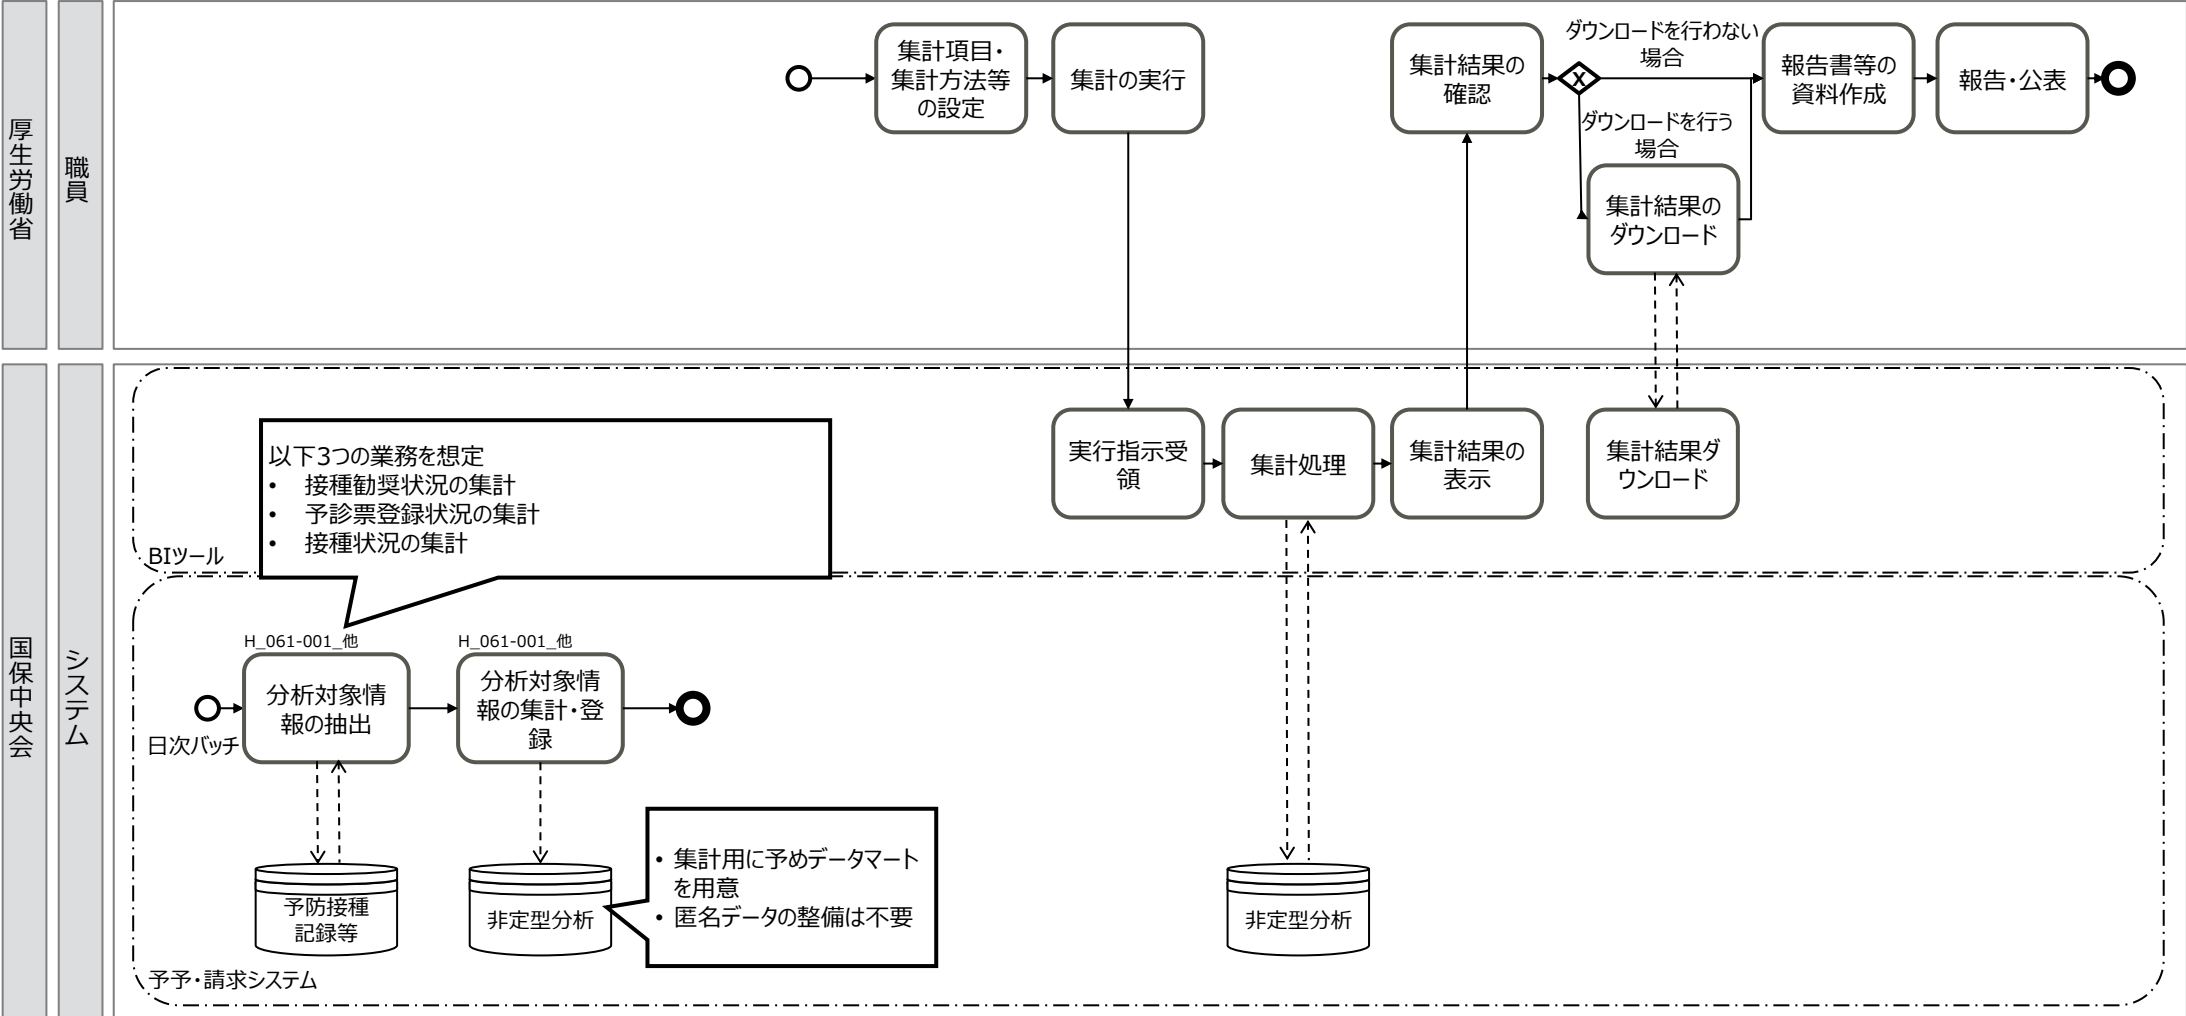 厚生労働省
職員
集計項目・
集計方法等
の設定
集計の実行
集計結果の
確認
X
ダウンロードを行わない
場合
ダウンロードを行う
場合
集計結果の
ダウンロード
報告書等の
資料作成
報告・公表
国保中央会
システム
以下3つの業務を想定
• 接種勧奨状況の集計
• 予診票登録状況の集計
• 接種状況の集計
BIツール
実行指示受
領
集計処理
集計結果の
表示
集計結果ダ
ウンロード
H_061-001_他
分析対象情
報の抽出
日次バッチ
H_061-001_他
分析対象情
報の集計・登
録
予防接種
記録等
非定型分析
• 集計用に予めデータマート
を用意
• 匿名データの整備は不要
非定型分析
予予・請求システム